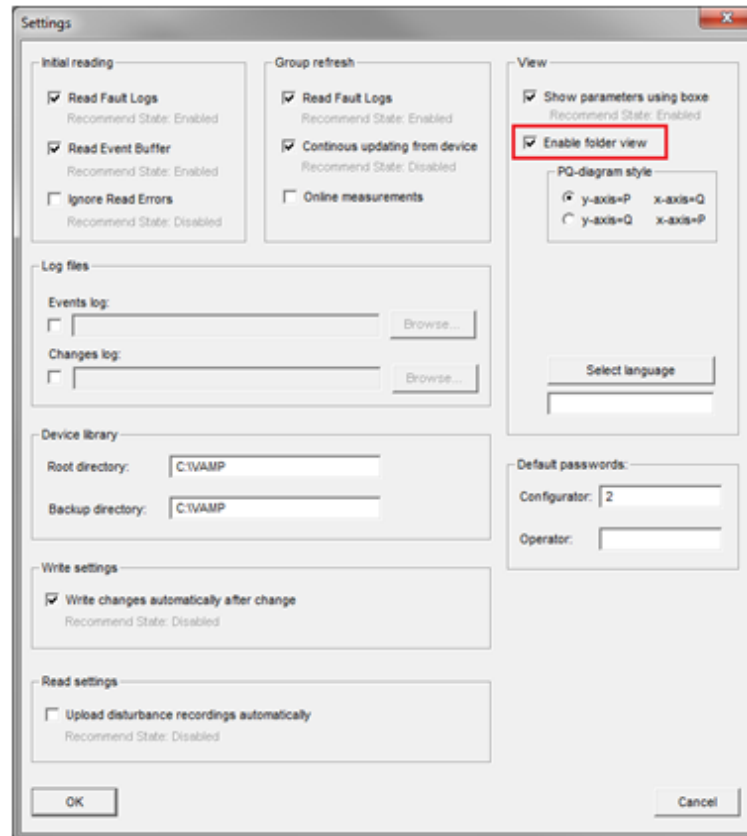 Settings
Initial reading
Read Fault Logs
Recommend State: Enabled
Read Event Buffer
Recommend State: Enabled
Ignore Read Errors
Recommend State: Disabled
Group refresh
Read Fault Logs
Recommend State: Enabled
Continous updating from device
Recommend State: Disabled
Online measurements
View
Show parameters using boxe
Recommend State: Enabled
Enable folder view
PQ-diagram style
y-axis=P x-axis=Q
y-axis=Q x-axis=P
Select language
Log files
Events log:
Browse...
Changes log:
Browse...
Device library
Root directory: C:\VAMP
Backup directory: C:\VAMP
Default passwords:
Configurator: 2
Operator:
Write settings
Write changes automatically after change
Recommend State: Disabled
Read settings
Upload disturbance recordings automatically
Recommend State: Disabled
OK
Cancel